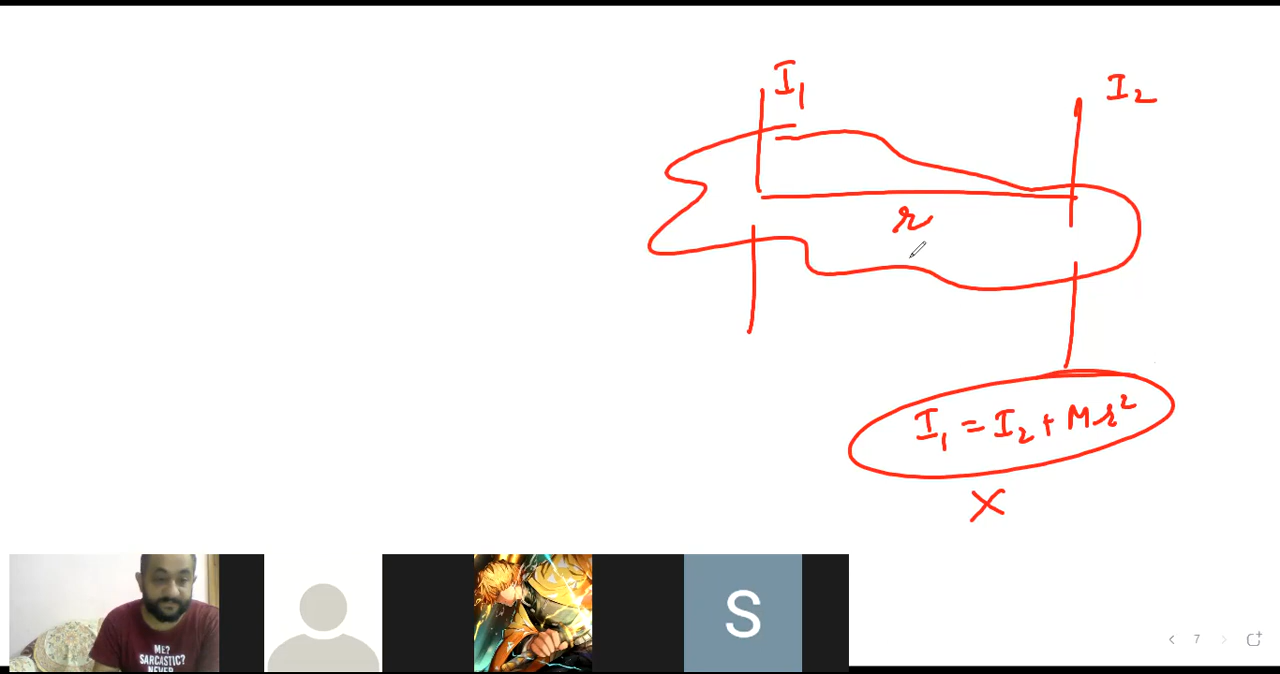 I₁
I₂
r
I₁ = I₂ + Mr²
X
ME?
SARCASTIC?
NEVER
S
< 7 >